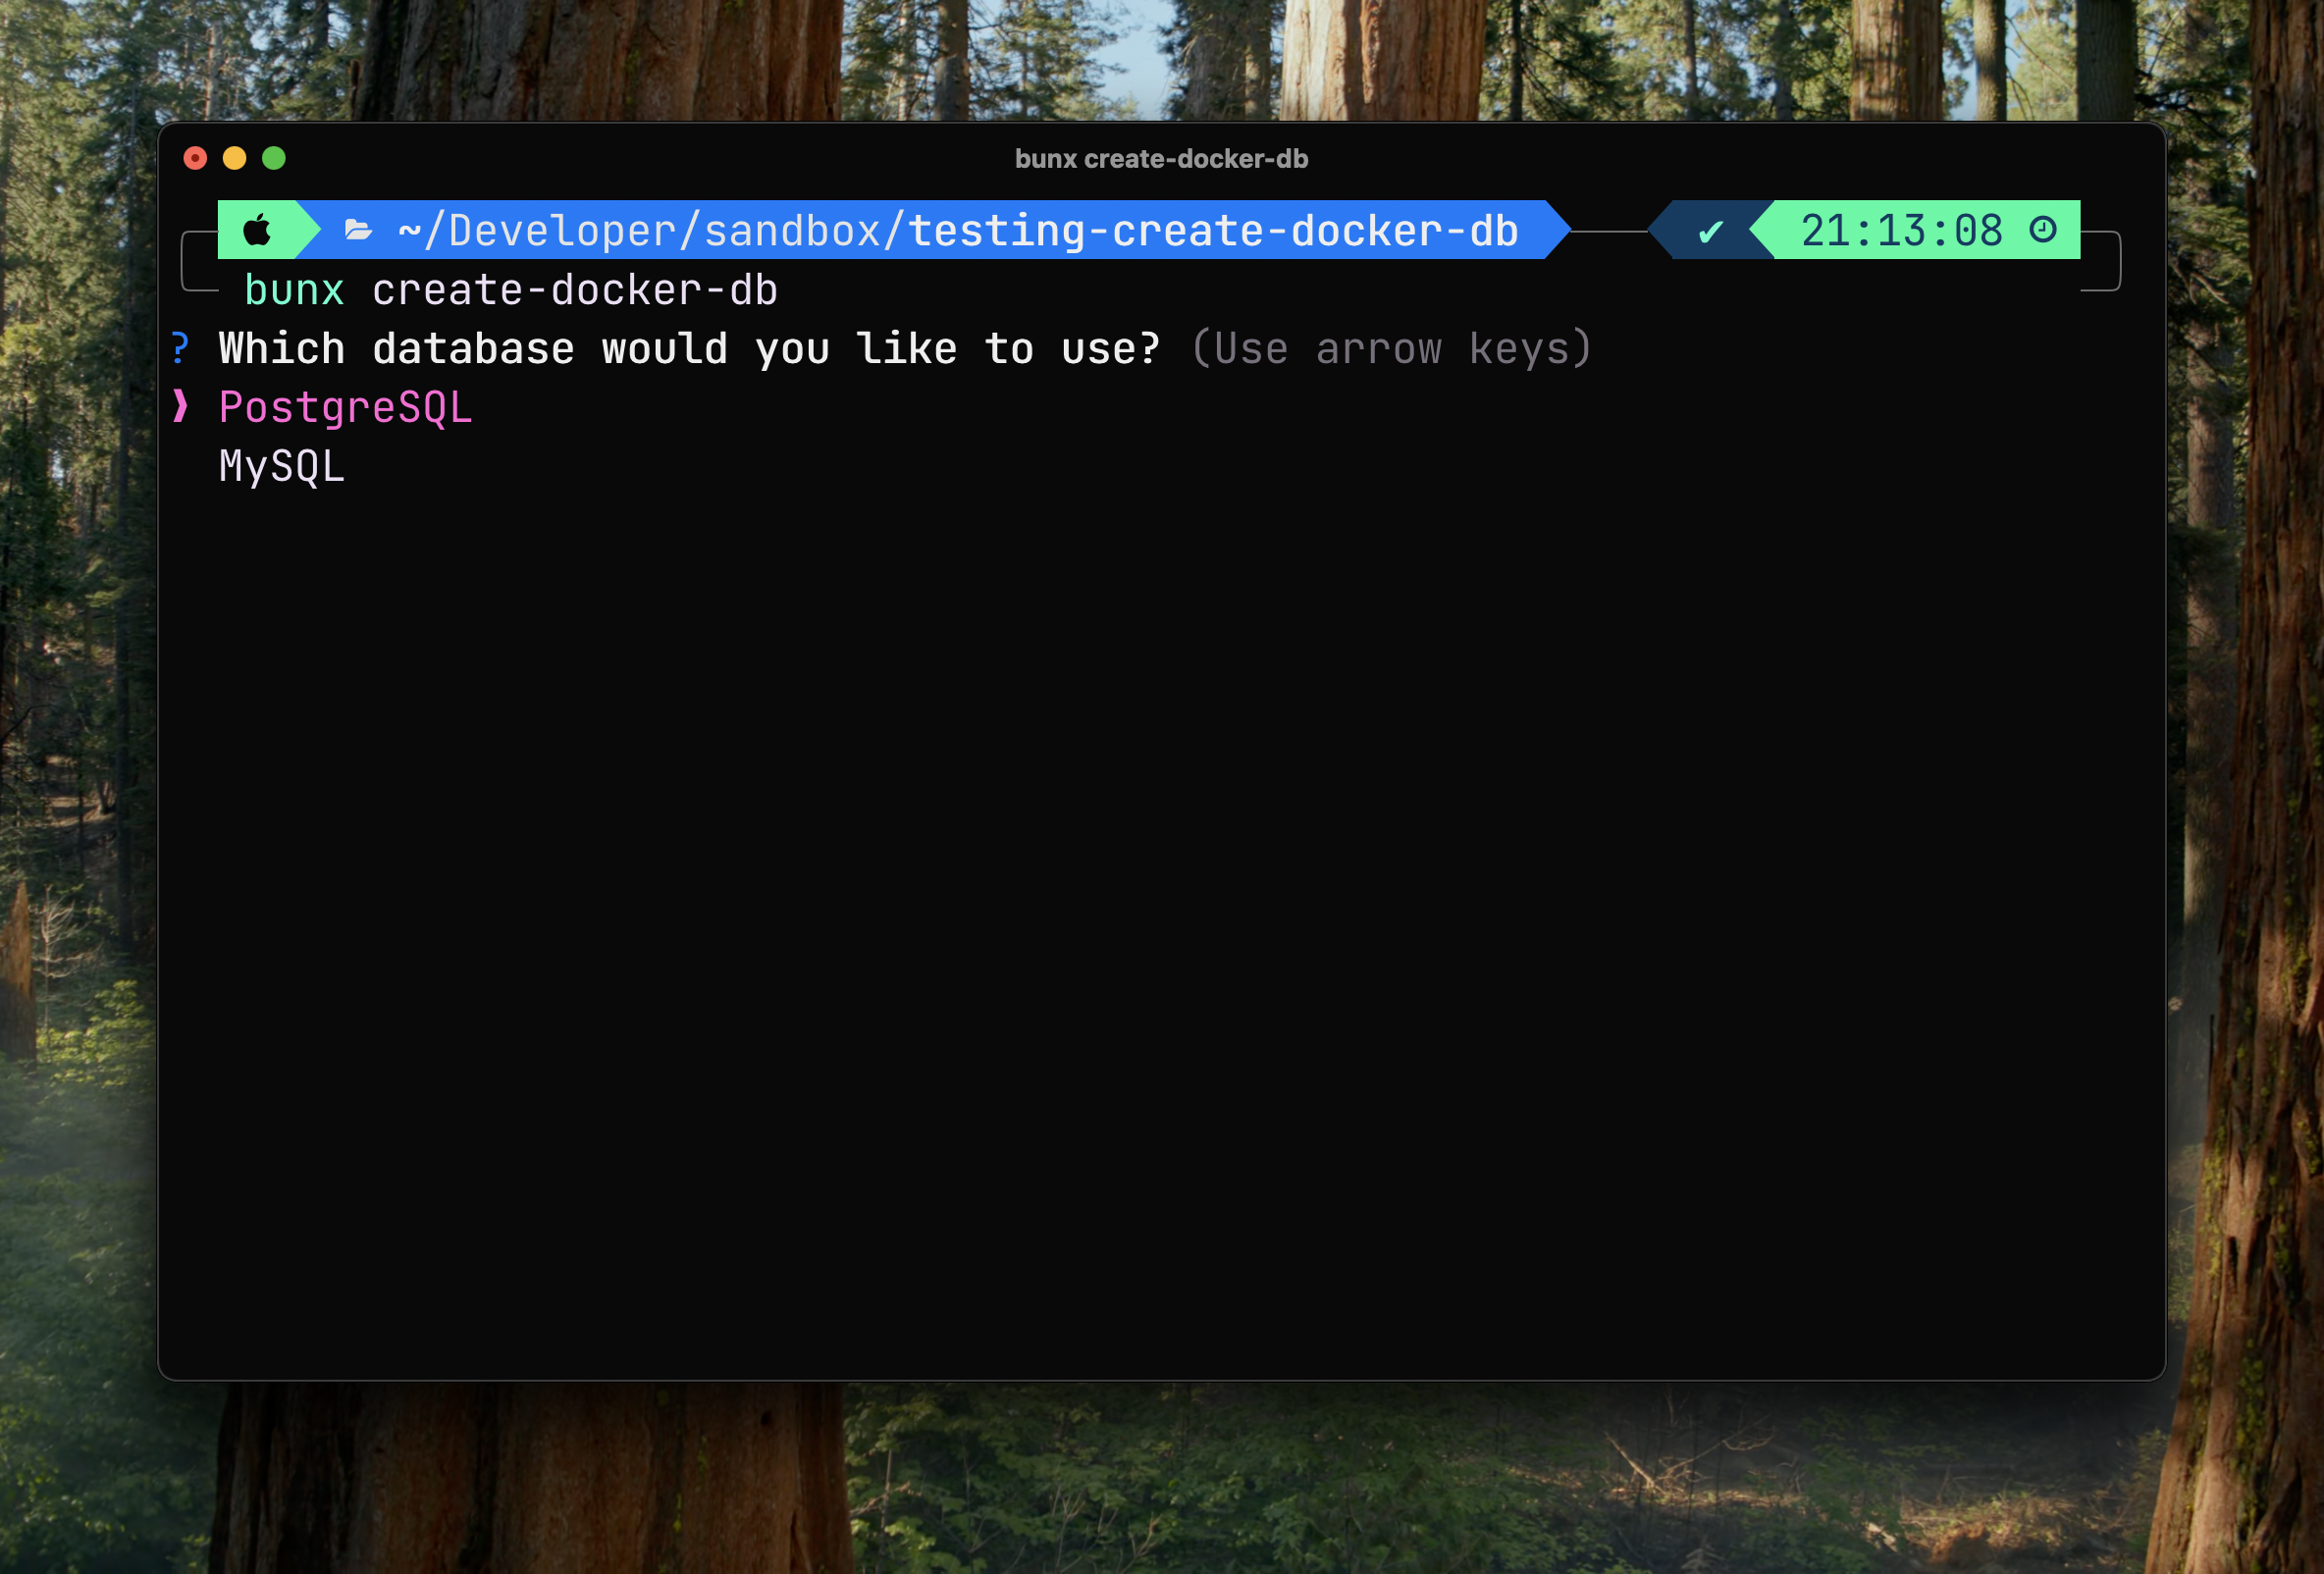 bunx create-docker-db
~/Developer/sandbox/testing-create-docker-db ✔ 21:13:08
bunx create-docker-db
? Which database would you like to use? (Use arrow keys)
❯ PostgreSQL
MySQL